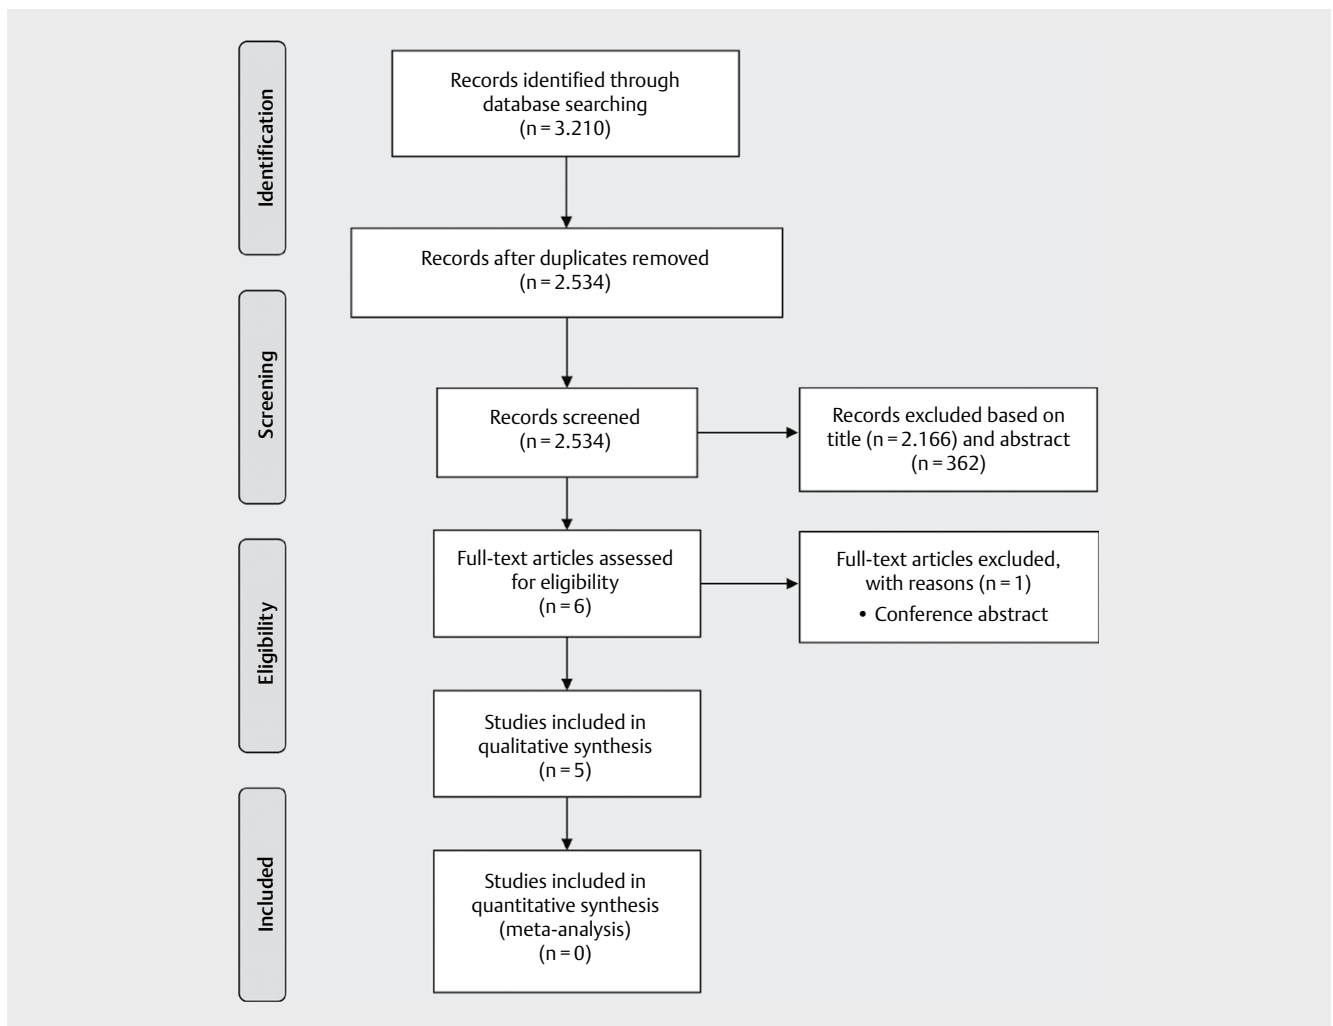 Identification
Records identified through
database searching
(n = 3.210)
Records after duplicates removed
(n = 2.534)
Screening
Records screened
(n = 2.534)
Records excluded based on
title (n = 2.166) and abstract
(n = 362)
Eligibility
Full-text articles assessed
for eligibility
(n = 6)
Full-text articles excluded,
with reasons (n = 1)
• Conference abstract
Studies included in
qualitative synthesis
(n = 5)
Included
Studies included in
quantitative synthesis
(meta-analysis)
(n = 0)